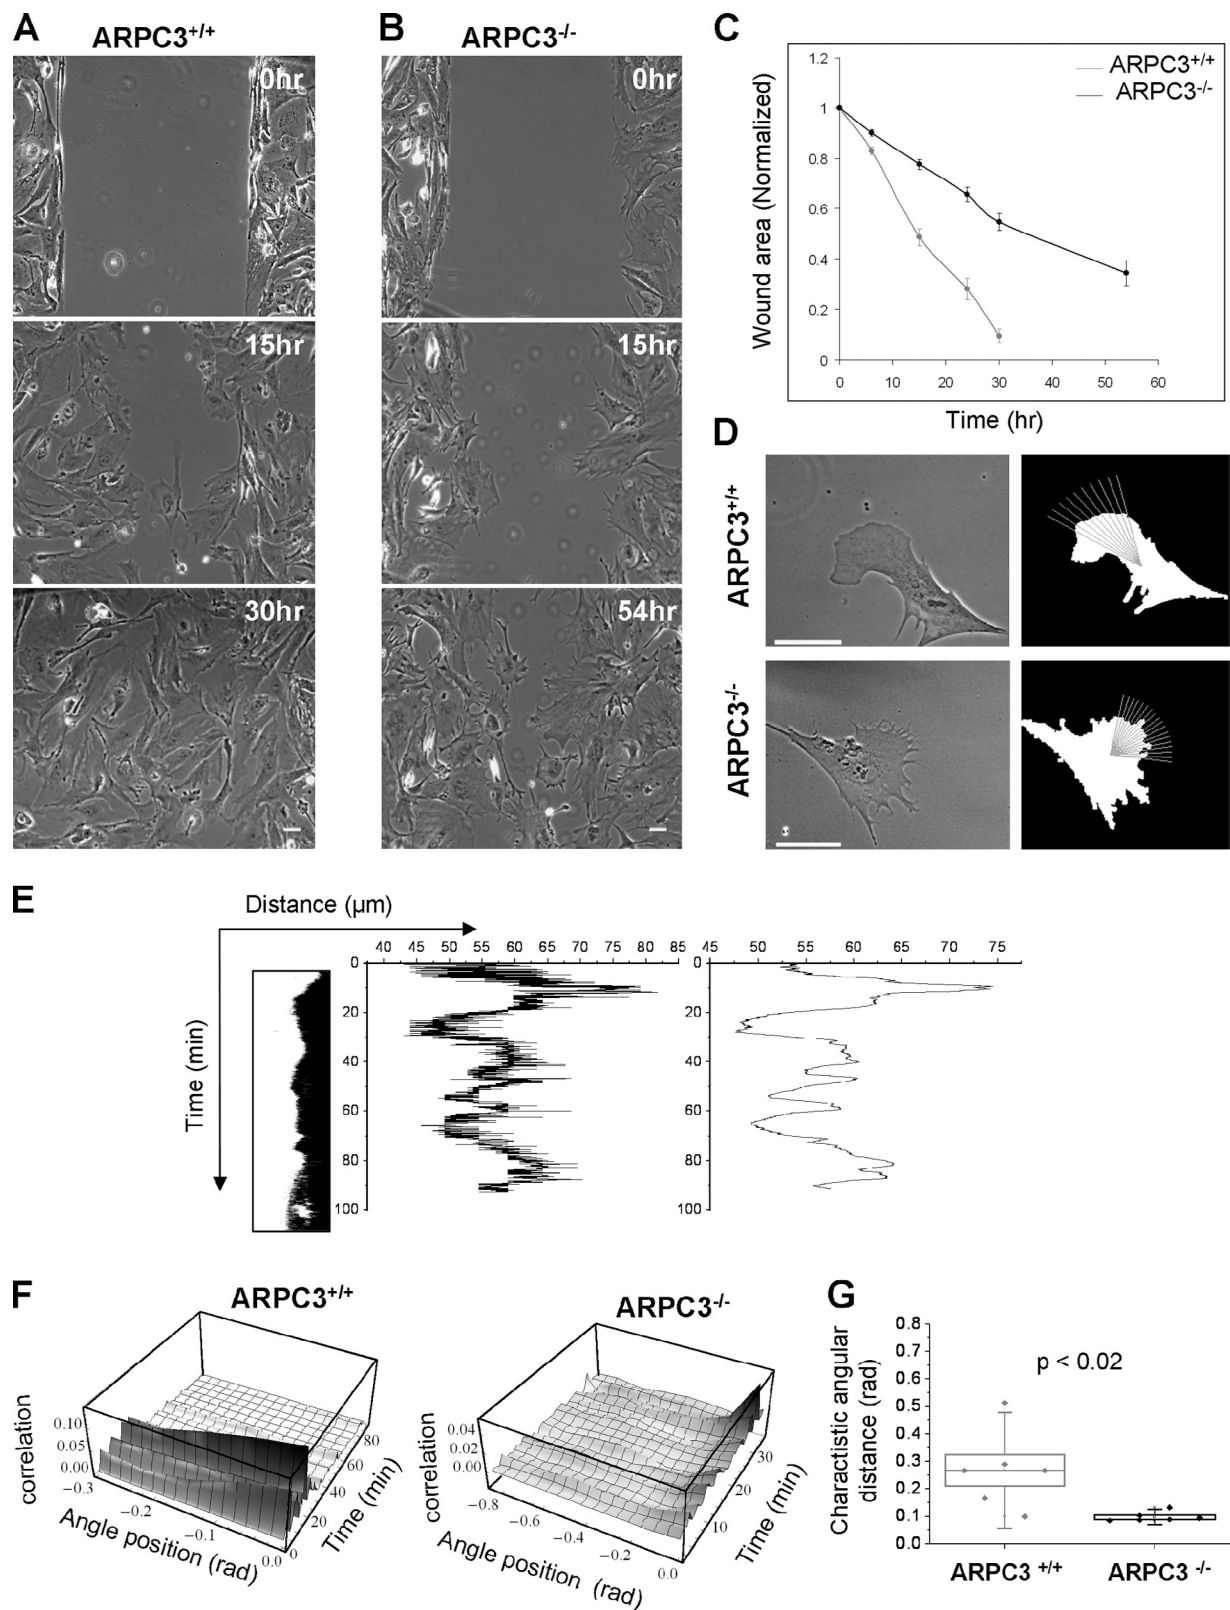 A
ARPC3+/+
0hr
15hr
30hr
B
ARPC3-/-
0hr
15hr
54hr
C
ARPC3+/+
ARPC3-/-
1.2
1
0.8
0.6
0.4
0.2
0
0 10 20 30 40 50 60
Wound area (Normalized)
Time (hr)
D
ARPC3+/+
ARPC3-/-
E
Distance (µm)
Time (min)
40 45 50 55 60 65 70 75 80 85
0
20
40
60
80
100
45 50 55 60 65 70 75
0
20
40
60
80
100
F
ARPC3+/+
correlation
0.10
0.05
0.00
−0.3
−0.2
−0.1
0.0
Angle position (rad)
0
20
40
60
80
Time (min)
ARPC3-/-
correlation
0.04
0.02
0.00
−0.8
−0.6
−0.4
−0.2
0.0
Angle position (rad)
0
10
20
30
Time (min)
G
Charactistic angular
distance (rad)
0.8
0.7
0.6
0.5
0.4
0.3
0.2
0.1
0.0
p < 0.02
ARPC3 +/+
ARPC3 -/-